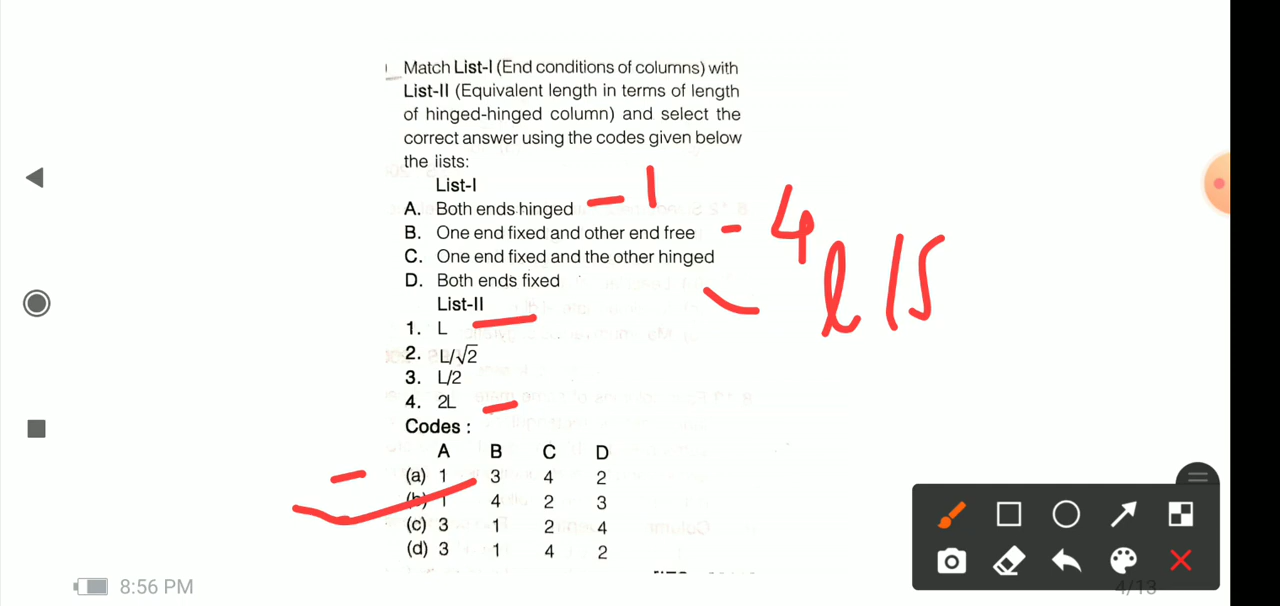 Match List-I (End conditions of columns) with
List-II (Equivalent length in terms of length
of hinged-hinged column) and select the
correct answer using the codes given below
the lists:
List-I
A. Both ends hinged – 1
B. One end fixed and other end free – 4
C. One end fixed and the other hinged
D. Both ends fixed
List-II
1. L
2. L/√2
3. L/2
4. 2L
Codes :
A B C D
(a) 1 3 4 2
(b) 1 4 2 3
(c) 3 1 2 4
(d) 3 1 4 2
8:56 PM
4/13